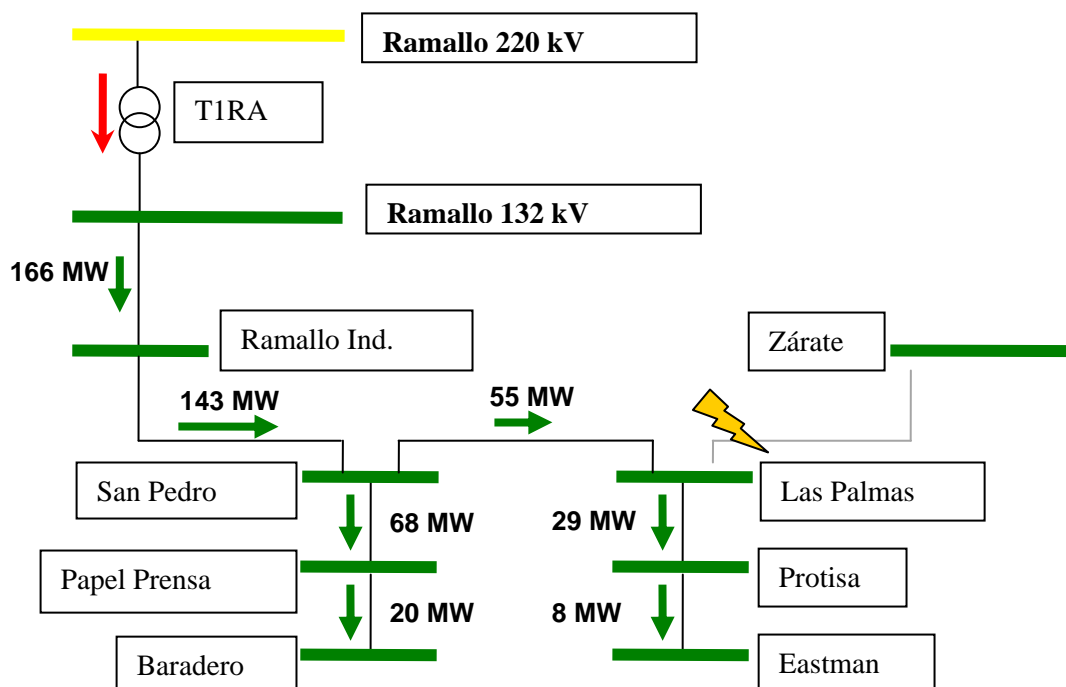 Ramallo 220 kV
T1RA
Ramallo 132 kV
166 MW
Ramallo Ind.
Zárate
143 MW
55 MW
San Pedro
Las Palmas
68 MW
29 MW
Papel Prensa
Protisa
20 MW
8 MW
Baradero
Eastman